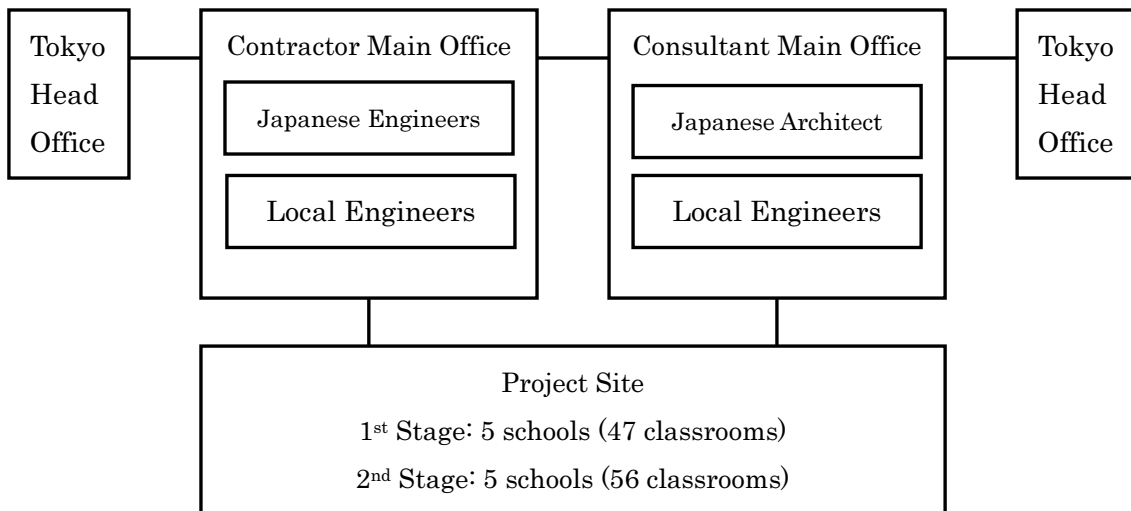 Tokyo
Head
Office
Contractor Main Office
Japanese Engineers
Local Engineers
Consultant Main Office
Japanese Architect
Local Engineers
Tokyo
Head
Office
Project Site
1st Stage: 5 schools (47 classrooms)
2nd Stage: 5 schools (56 classrooms)